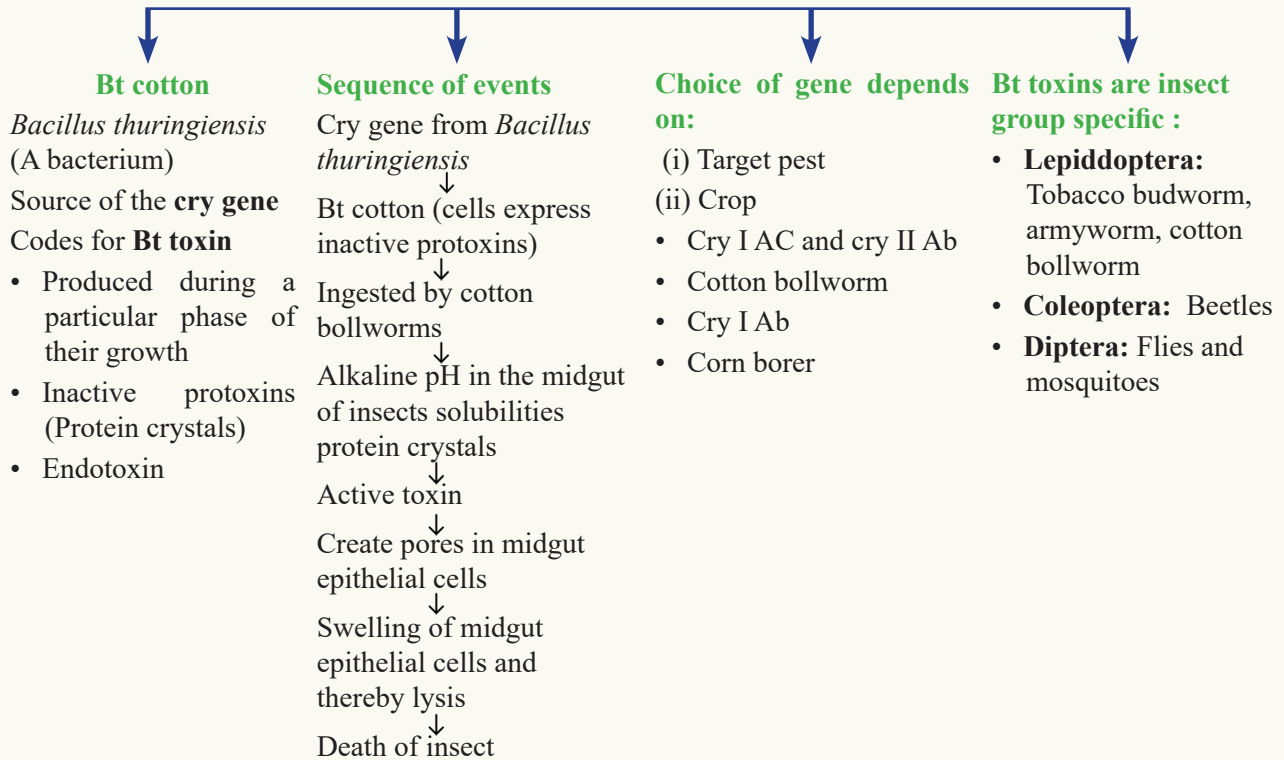 Bt cotton
Bacillus thuringiensis
(A bacterium)
Source of the cry gene
Codes for Bt toxin
• Produced during a
particular phase of
their growth
• Inactive protoxins
(Protein crystals)
• Endotoxin
Sequence of events
Cry gene from Bacillus
thuringiensis
↓
Bt cotton (cells express
inactive protoxins)
↓
Ingested by cotton
bollworms
↓
Alkaline pH in the midgut
of insects solubilities
protein crystals
↓
Active toxin
↓
Create pores in midgut
epithelial cells
↓
Swelling of midgut
epithelial cells and
thereby lysis
↓
Death of insect
Choice of gene depends
on:
(i) Target pest
(ii) Crop
• Cry I AC and cry II Ab
• Cotton bollworm
• Cry I Ab
• Corn borer
Bt toxins are insect
group specific :
• Lepiddoptera:
Tobacco budworm,
armyworm, cotton
bollworm
• Coleoptera: Beetles
• Diptera: Flies and
mosquitoes